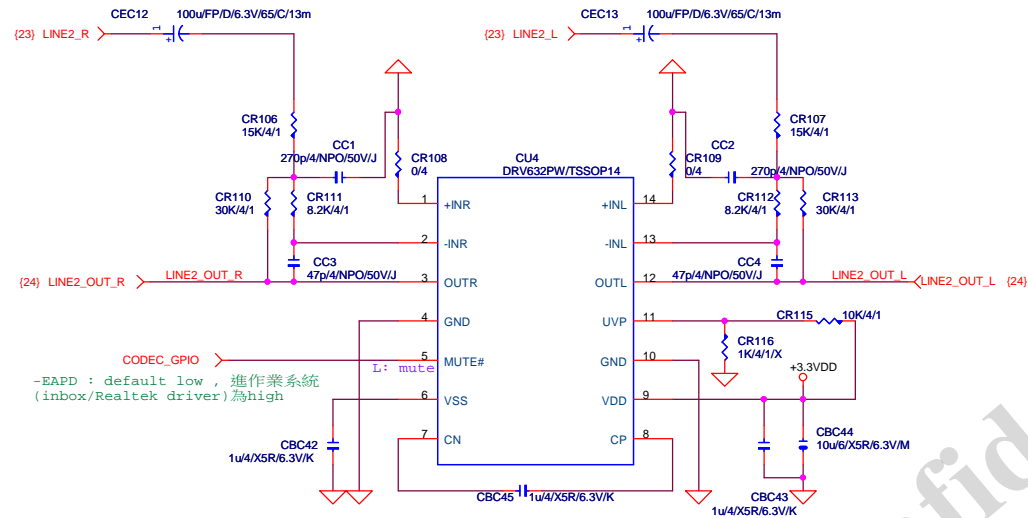 CEC12
100u/FP/D/6.3V/65/C/13m
CEC13
100u/FP/D/6.3V/65/C/13m
{23} LINE2_R
1
+
{23} LINE2_L
1
+
CR106
15K/4/1
CR107
15K/4/1
CC1
270p/4/NPO/50V/J
CR108
0/4
CU4
DRV632PW/TSSOP14
CC2
270p/4/NPO/50V/J
CR109
0/4
CR110
30K/4/1
CR111
8.2K/4/1
CR112
8.2K/4/1
CR113
30K/4/1
1
+INR
+INL
14
2
-INR
-INL
13
CC3
47p/4/NPO/50V/J
CC4
47p/4/NPO/50V/J
{24} LINE2_OUT_R
LINE2_OUT_R
3
OUTR
OUTL
12
LINE2_OUT_L
LINE2_OUT_L {24}
4
GND
UVP
11
CR115
10K/4/1
CR116
1K/4/1/X
CODEC_GPIO
5
MUTE#
GND
10
L: mute
+3.3VDD
-EAPD : default low , 進作業系統
(inbox/Realtek driver)為high
6
VSS
VDD
9
7
CN
CP
8
CBC42
1u/4/X5R/6.3V/K
CBC44
10u/6/X5R/6.3V/M
CBC45
1u/4/X5R/6.3V/K
CBC43
1u/4/X5R/6.3V/K